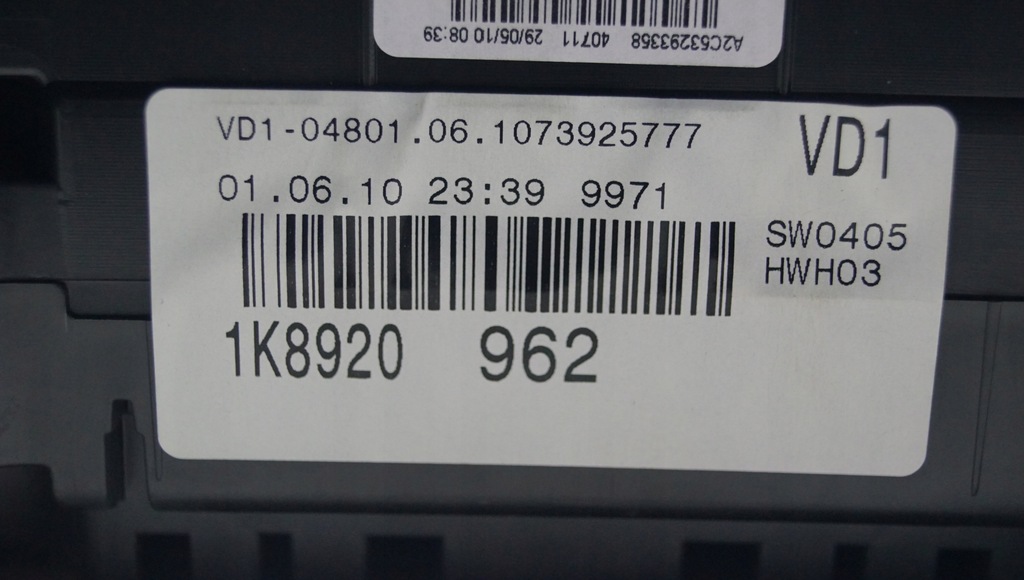 A2C53293358 40711 29/05/10 08:39
VD1-04801.06.1073925777
VD1
01.06.10 23:39 9971
SW0405
HWH03
1K8920 962